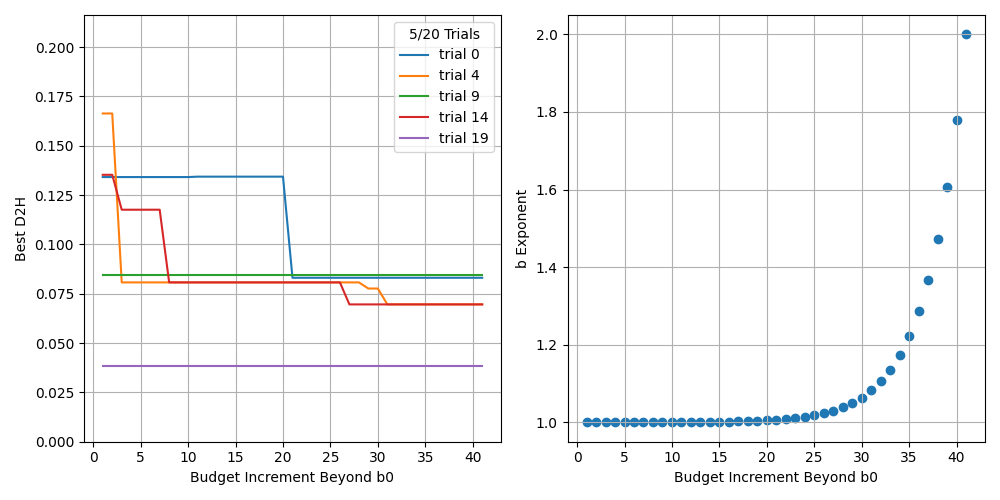 5/20 Trials
trial 0
trial 4
trial 9
trial 14
trial 19
0.200
0.175
0.150
0.125
0.100
0.075
0.050
0.025
0.000
Best D2H
0 5 10 15 20 25 30 35 40
Budget Increment Beyond b0
2.0
1.8
1.6
1.4
1.2
1.0
b Exponent
0 5 10 15 20 25 30 35 40
Budget Increment Beyond b0